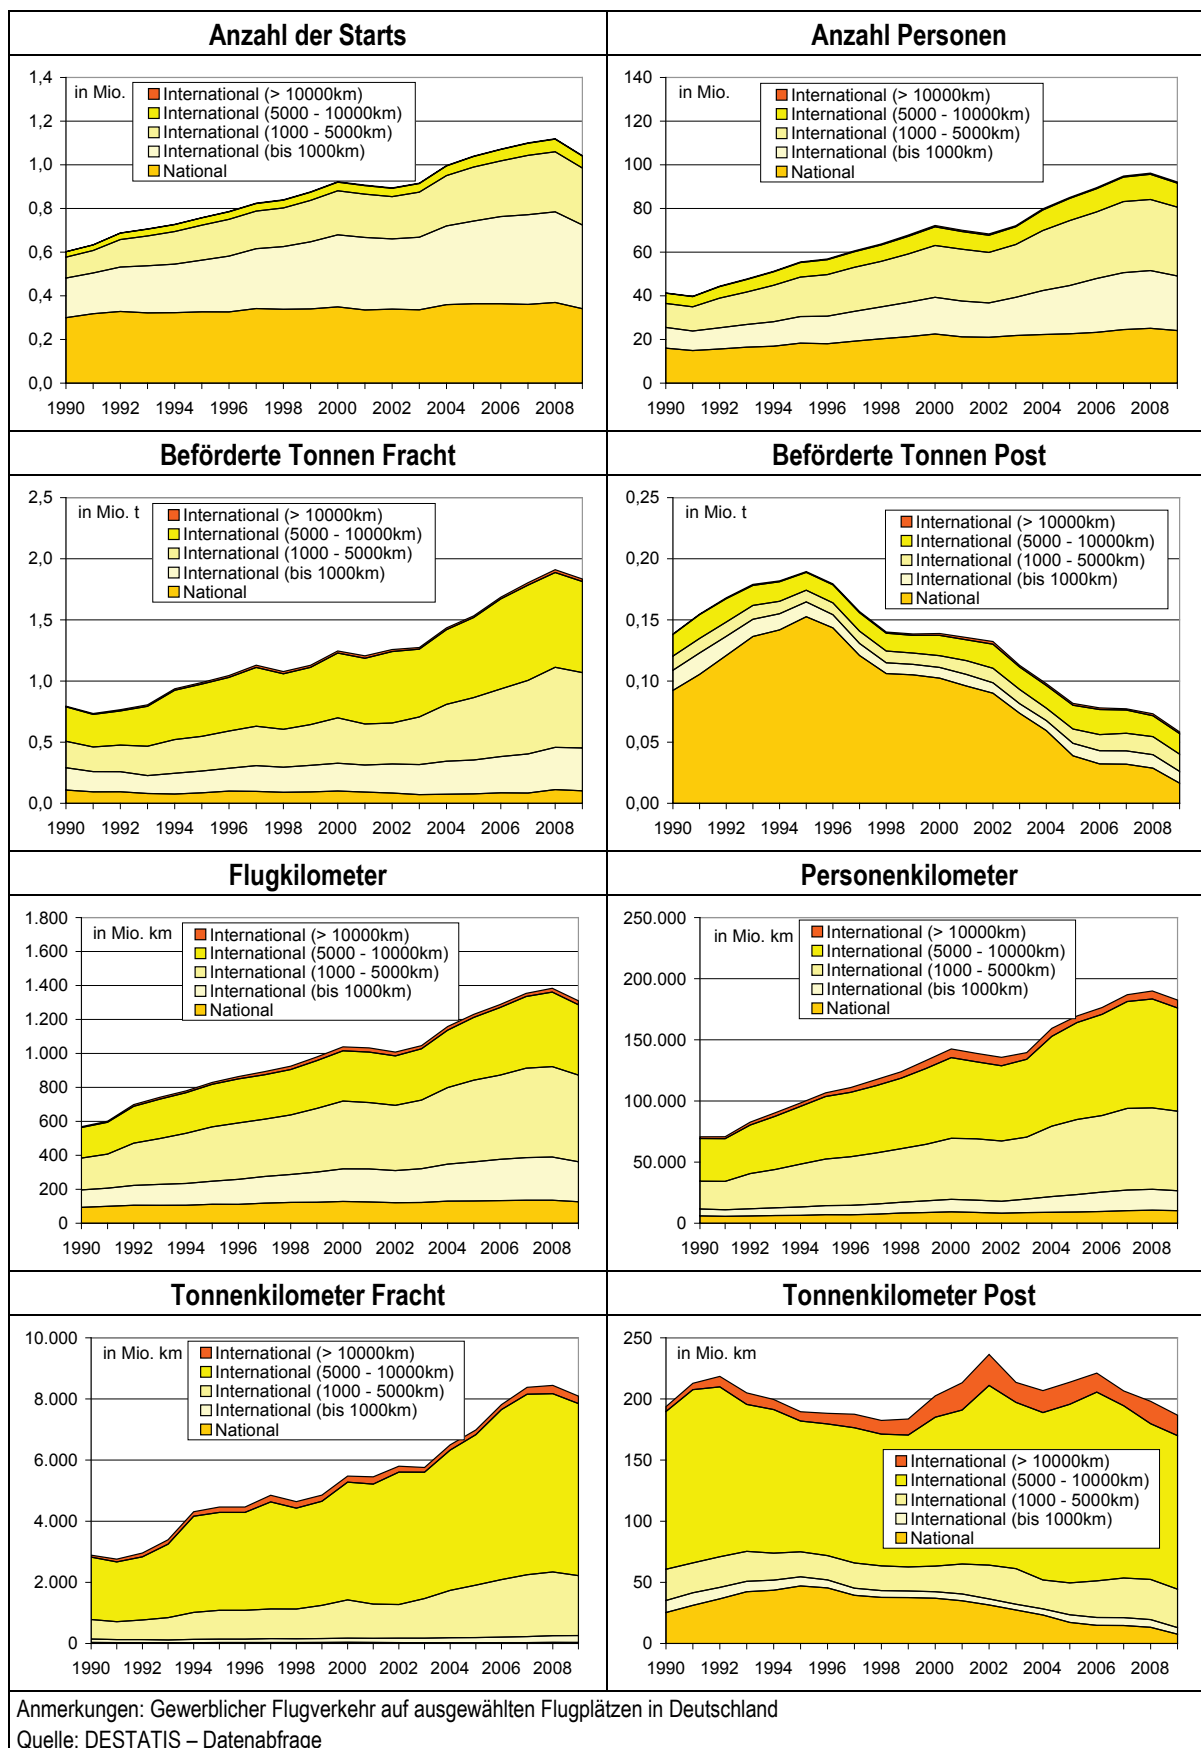 Anzahl der Starts
1,4
1,2
1,0
0,8
0,6
0,4
0,2
0,0
in Mio.
International (> 10000km)
International (5000 - 10000km)
International (1000 - 5000km)
International (bis 1000km)
National
1990 1992 1994 1996 1998 2000 2002 2004 2006 2008
Anzahl Personen
140
120
100
80
60
40
20
0
in Mio.
International (> 10000km)
International (5000 - 10000km)
International (1000 - 5000km)
International (bis 1000km)
National
1990 1992 1994 1996 1998 2000 2002 2004 2006 2008
Beförderte Tonnen Fracht
2,5
2,0
1,5
1,0
0,5
0,0
in Mio. t
International (> 10000km)
International (5000 - 10000km)
International (1000 - 5000km)
International (bis 1000km)
National
1990 1992 1994 1996 1998 2000 2002 2004 2006 2008
Beförderte Tonnen Post
0,25
0,20
0,15
0,10
0,05
0,00
in Mio. t
International (> 10000km)
International (5000 - 10000km)
International (1000 - 5000km)
International (bis 1000km)
National
1990 1992 1994 1996 1998 2000 2002 2004 2006 2008
Flugkilometer
1.800
1.600
1.400
1.200
1.000
800
600
400
200
0
in Mio. km
International (> 10000km)
International (5000 - 10000km)
International (1000 - 5000km)
International (bis 1000km)
National
1990 1992 1994 1996 1998 2000 2002 2004 2006 2008
Personenkilometer
250.000
200.000
150.000
100.000
50.000
0
in Mio. km
International (> 10000km)
International (5000 - 10000km)
International (1000 - 5000km)
International (bis 1000km)
National
1990 1992 1994 1996 1998 2000 2002 2004 2006 2008
Tonnenkilometer Fracht
10.000
8.000
6.000
4.000
2.000
0
in Mio. km
International (> 10000km)
International (5000 - 10000km)
International (1000 - 5000km)
International (bis 1000km)
National
1990 1992 1994 1996 1998 2000 2002 2004 2006 2008
Tonnenkilometer Post
250
200
150
100
50
0
in Mio. km
International (> 10000km)
International (5000 - 10000km)
International (1000 - 5000km)
International (bis 1000km)
National
1990 1992 1994 1996 1998 2000 2002 2004 2006 2008
Anmerkungen: Gewerblicher Flugverkehr auf ausgewählten Flugplätzen in Deutschland
Quelle: DESTATIS – Datenabfrage